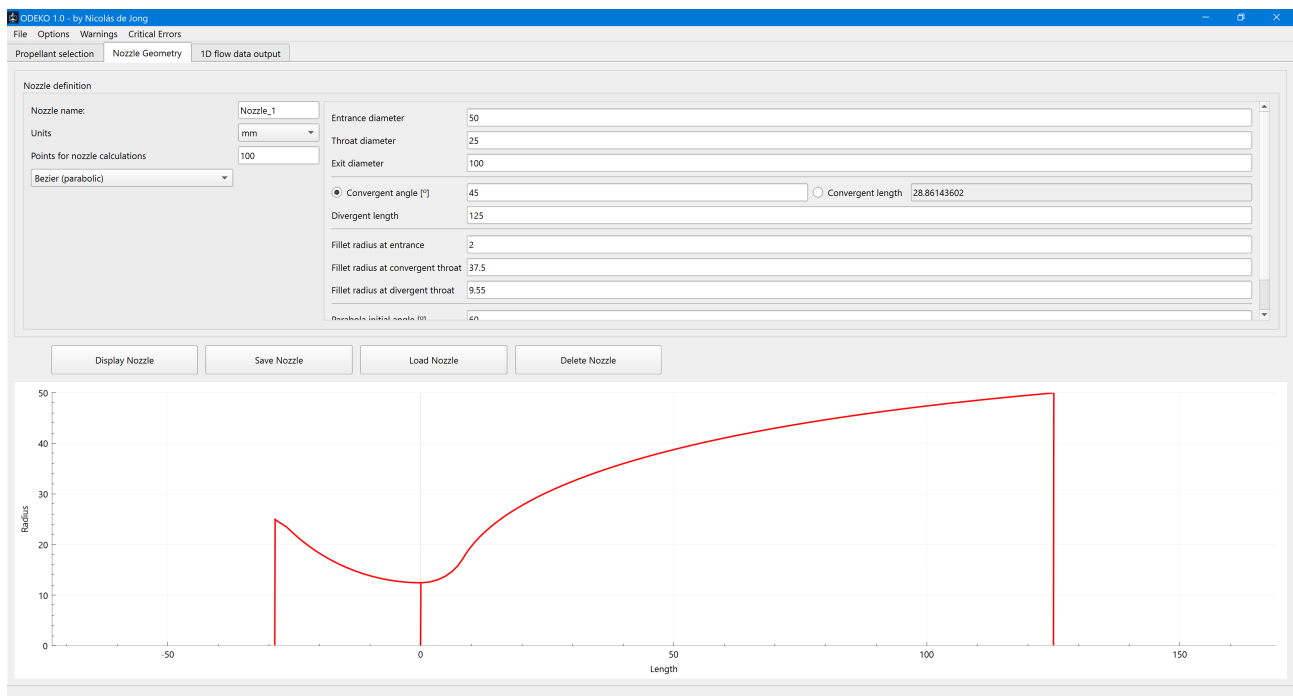 ODEKO 1.0 - by Nicolás de Jong
File Options Warnings Critical Errors
Propellant selection Nozzle Geometry 1D flow data output
Nozzle definition
Nozzle name: Nozzle_1
Units mm
Points for nozzle calculations 100
Bezier (parabolic)
Entrance diameter 50
Throat diameter 25
Exit diameter 100
Convergent angle [º] 45 Convergent length 28.86143602
Divergent length 125
Fillet radius at entrance 2
Fillet radius at convergent throat 37.5
Fillet radius at divergent throat 9.55
Parabola initial angle [º] 60
Display Nozzle Save Nozzle Load Nozzle Delete Nozzle
50
40
30
20
10
0
Radius
-50 0 50 100 150
Length